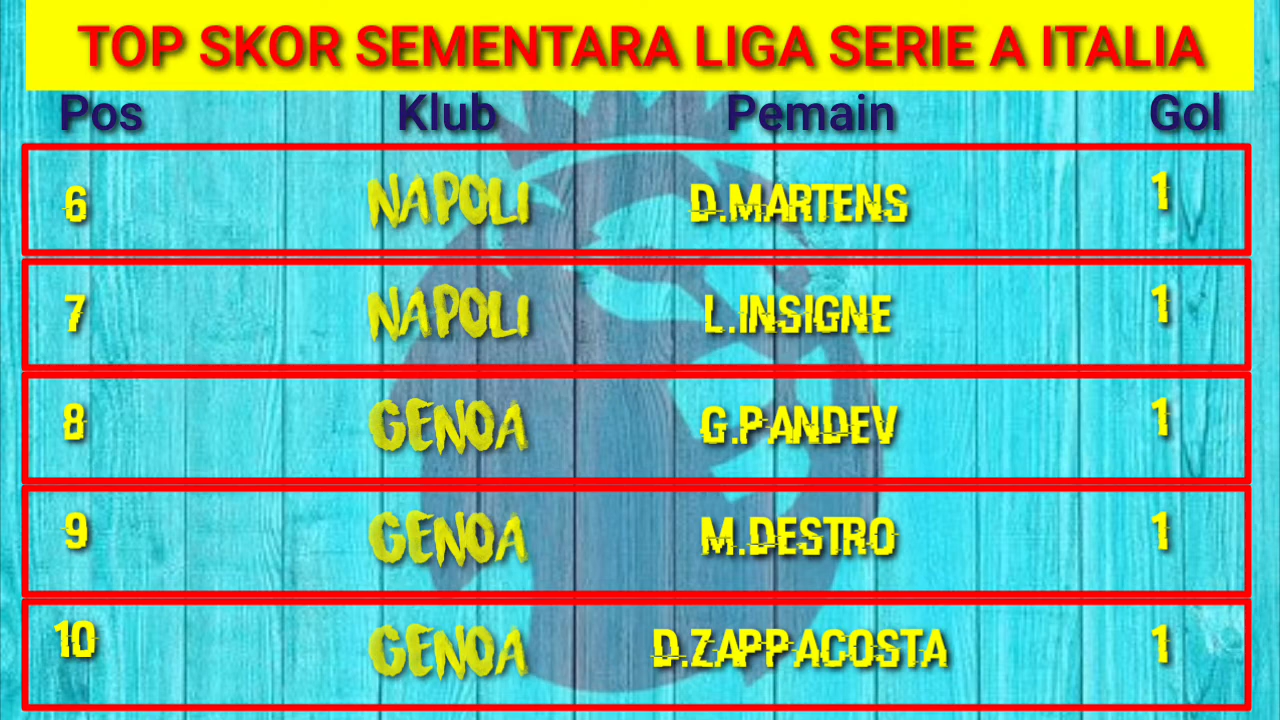 TOP SKOR SEMENTARA LIGA SERIE A ITALIA
Pos Klub Pemain Gol
6 NAPOLI D.MARTENS 1
7 NAPOLI L.INSIGNE 1
8 GENOA G.PANDEV 1
9 GENOA M.DESTRO 1
10 GENOA D.ZAPPACOSTA 1